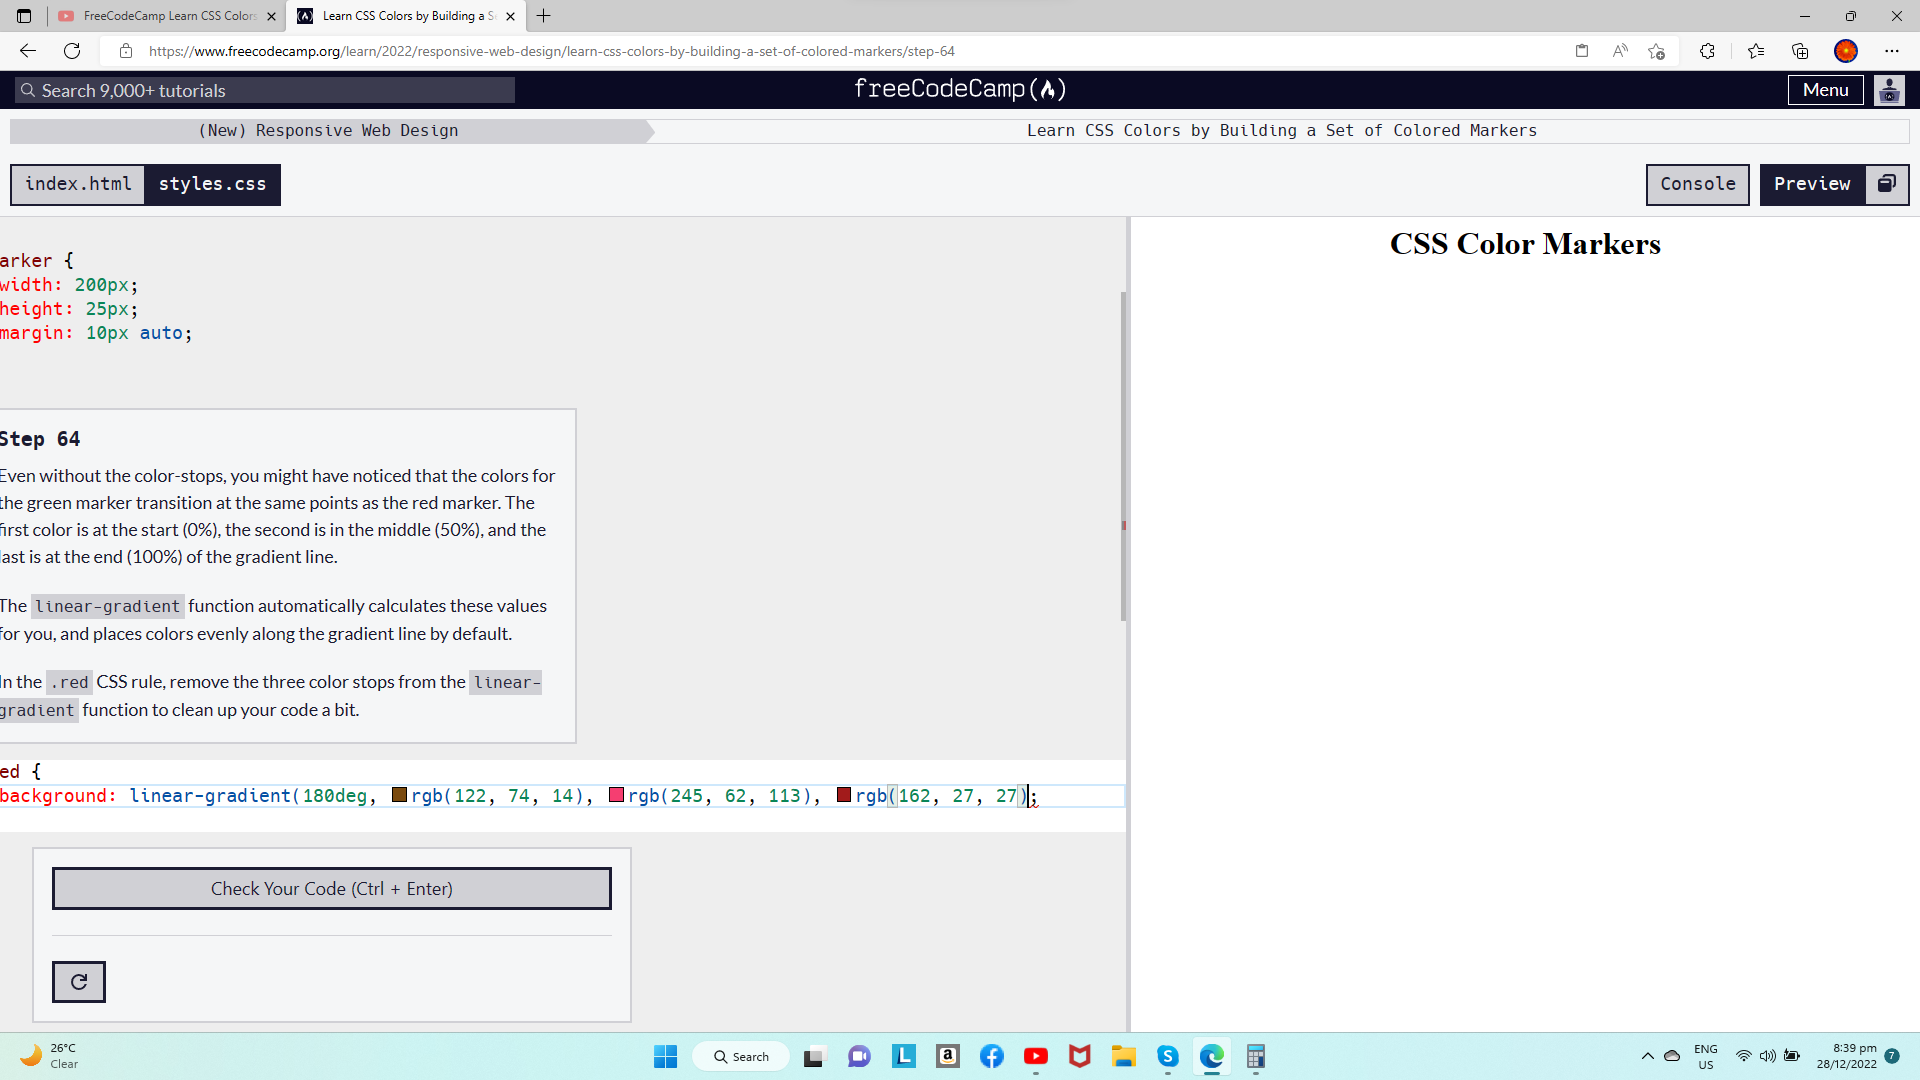 FreeCodeCamp Learn CSS Colors
Learn CSS Colors by Building a Se
https://www.freecodecamp.org/learn/2022/responsive-web-design/learn-css-colors-by-building-a-set-of-colored-markers/step-64
Search 9,000+ tutorials
freeCodeCamp
Menu
(New) Responsive Web Design
Learn CSS Colors by Building a Set of Colored Markers
index.html
styles.css
Console
Preview
CSS Color Markers
arker {
width: 200px;
height: 25px;
margin: 10px auto;
Step 64
Even without the color-stops, you might have noticed that the colors for
the green marker transition at the same points as the red marker. The
first color is at the start (0%), the second is in the middle (50%), and the
last is at the end (100%) of the gradient line.
The linear-gradient function automatically calculates these values
for you, and places colors evenly along the gradient line by default.
In the .red CSS rule, remove the three color stops from the linear-
gradient function to clean up your code a bit.
ed {
background: linear-gradient(180deg, rgb(122, 74, 14), rgb(245, 62, 113), rgb(162, 27, 27);
Check Your Code (Ctrl + Enter)
26°C
Clear
Search
ENG
US
8:39 pm
28/12/2022
7